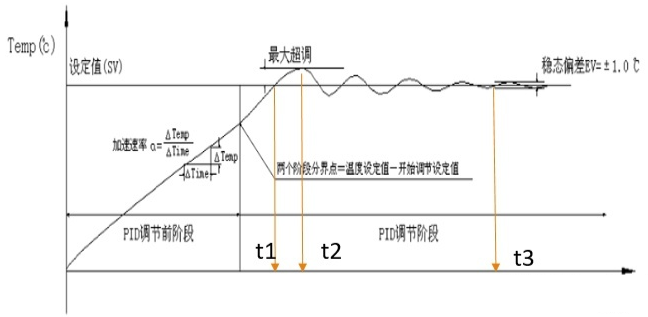 Temp(℃)
设定值(SV)
最大超调
稳态偏差EV=±1.0℃
加速速率 α=ΔTemp/ΔTime
ΔTemp
ΔTime
两个阶段分界点=温度设定值-开始调节设定值
PID调节前阶段
PID调节阶段
t1
t2
t3